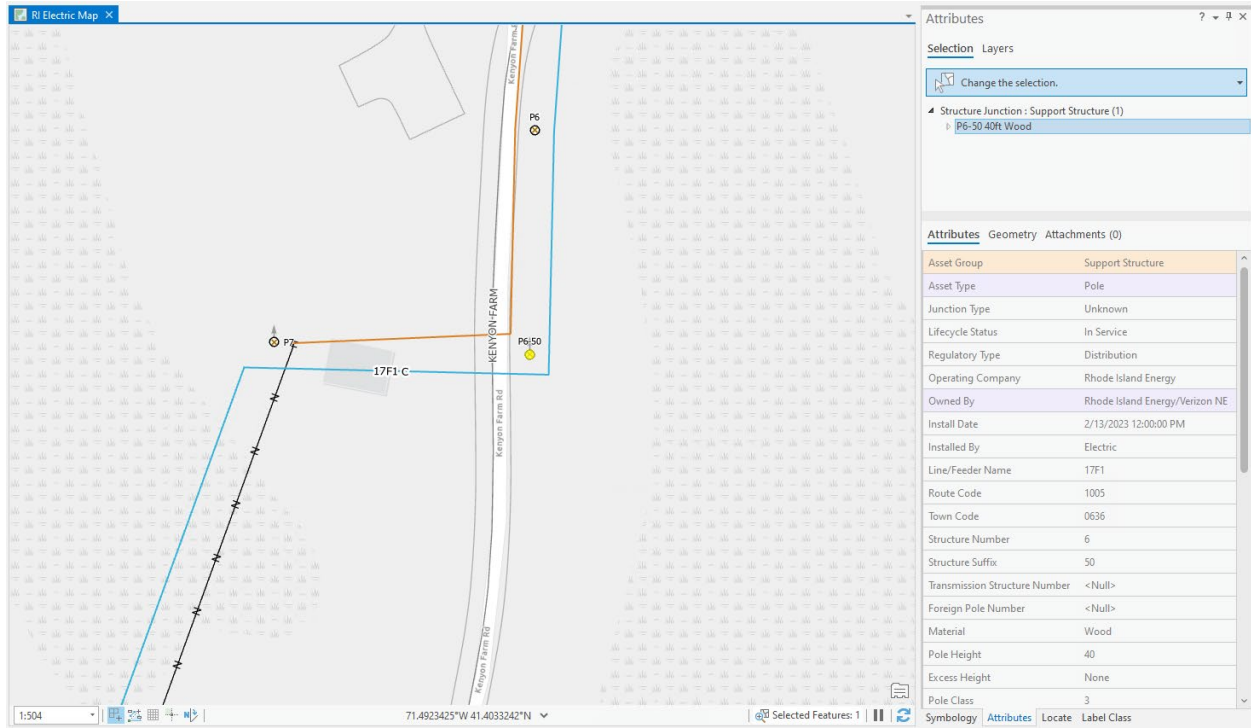 RI Electric Map
Kenyon Farm
P6
KENYON-FARM
P7
P6-50
17F1-C
Kenyon Farm Rd
Kenyon Farm Rd
1:504
71.4923425°W 41.4033242°N
Selected Features: 1
Attributes
Selection Layers
Change the selection.
Structure Junction : Support Structure (1)
P6-50 40ft Wood
Attributes Geometry Attachments (0)
Asset Group Support Structure
Asset Type Pole
Junction Type Unknown
Lifecycle Status In Service
Regulatory Type Distribution
Operating Company Rhode Island Energy
Owned By Rhode Island Energy/Verizon NE
Install Date 2/13/2023 12:00:00 PM
Installed By Electric
Line/Feeder Name 17F1
Route Code 1005
Town Code 0636
Structure Number 6
Structure Suffix 50
Transmission Structure Number <Null>
Foreign Pole Number <Null>
Material Wood
Pole Height 40
Excess Height None
Pole Class 3
Symbology Attributes Locate Label Class